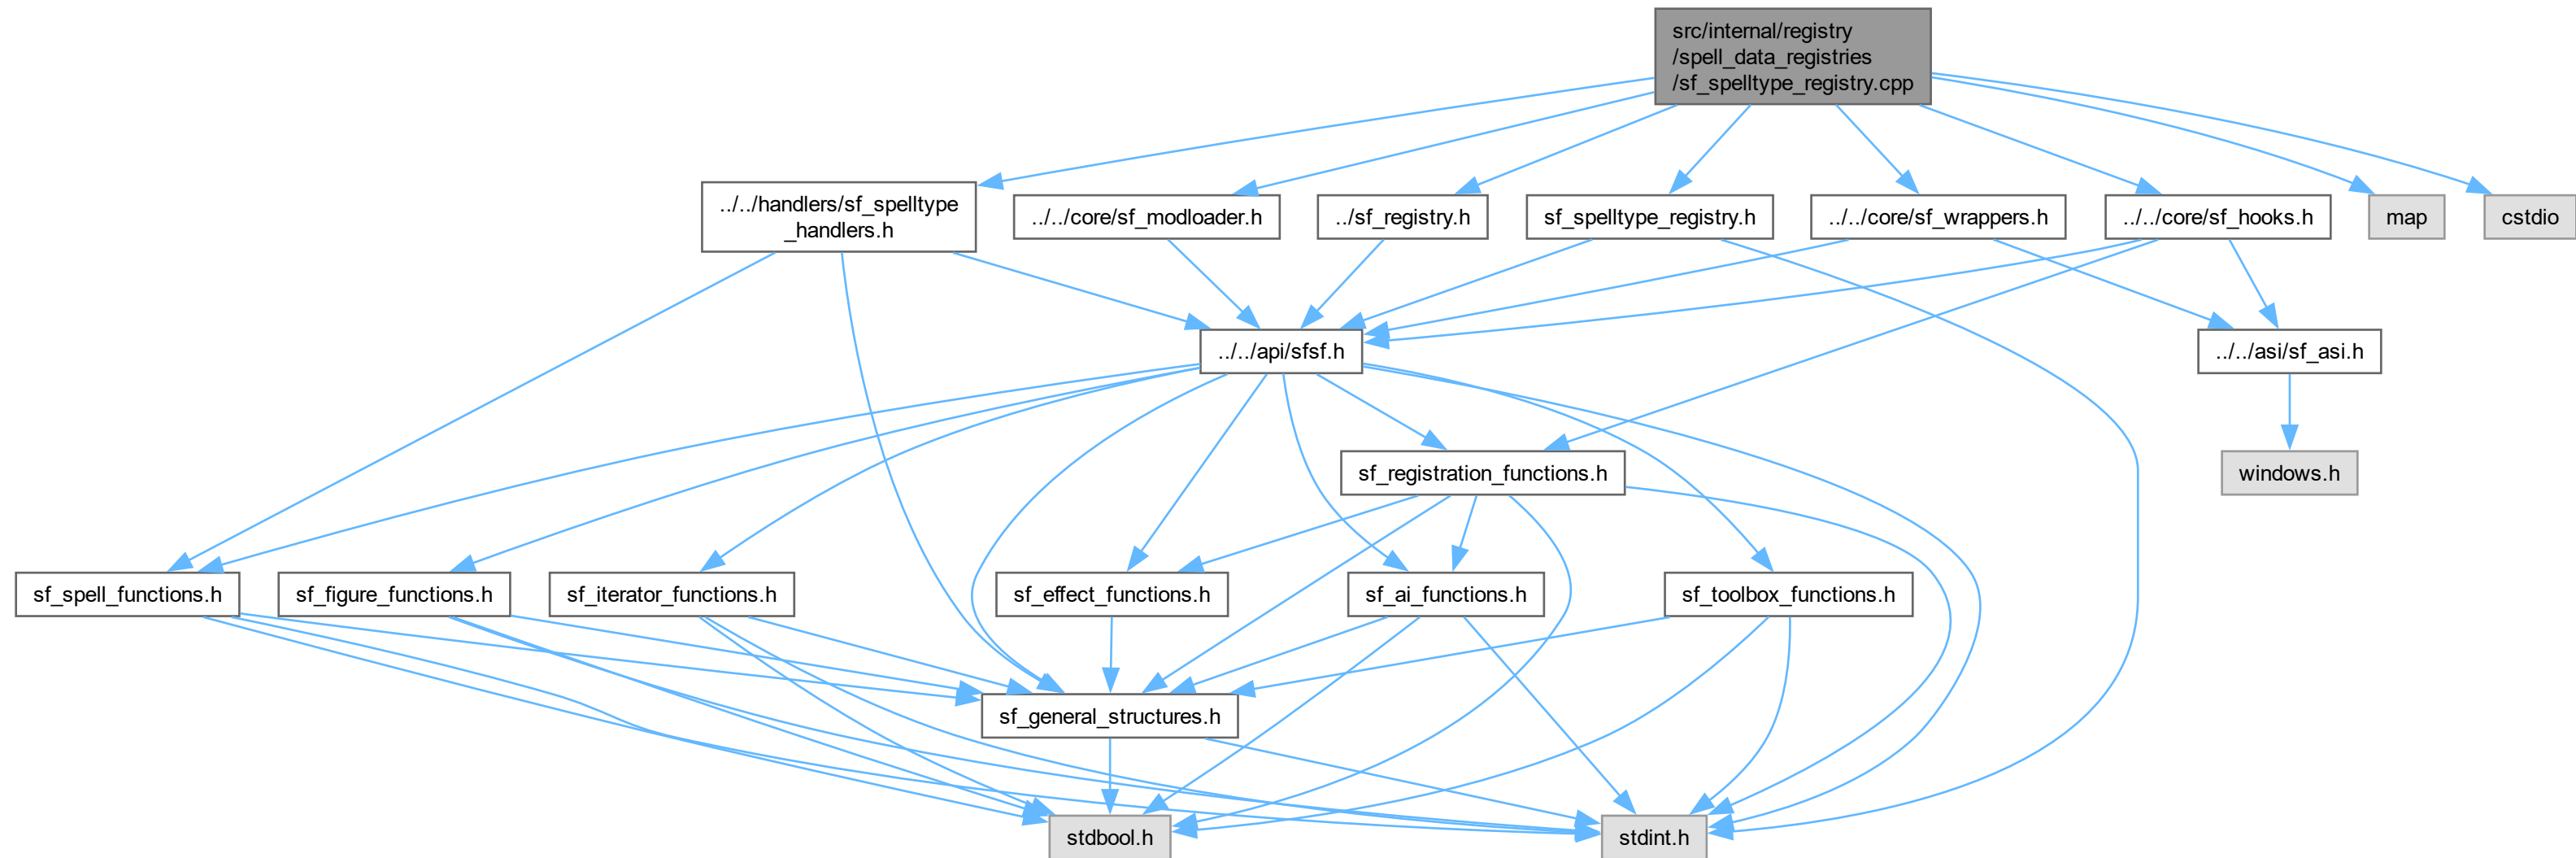 src/internal/registry
/spell_data_registries
/sf_spelltype_registry.cpp
../../handlers/sf_spelltype
_handlers.h
../../core/sf_modloader.h
../sf_registry.h
sf_spelltype_registry.h
../../core/sf_wrappers.h
../../core/sf_hooks.h
map
cstdio
../../api/sfsf.h
../../asi/sf_asi.h
sf_registration_functions.h
windows.h
sf_spell_functions.h
sf_figure_functions.h
sf_iterator_functions.h
sf_effect_functions.h
sf_ai_functions.h
sf_toolbox_functions.h
sf_general_structures.h
stdbool.h
stdint.h